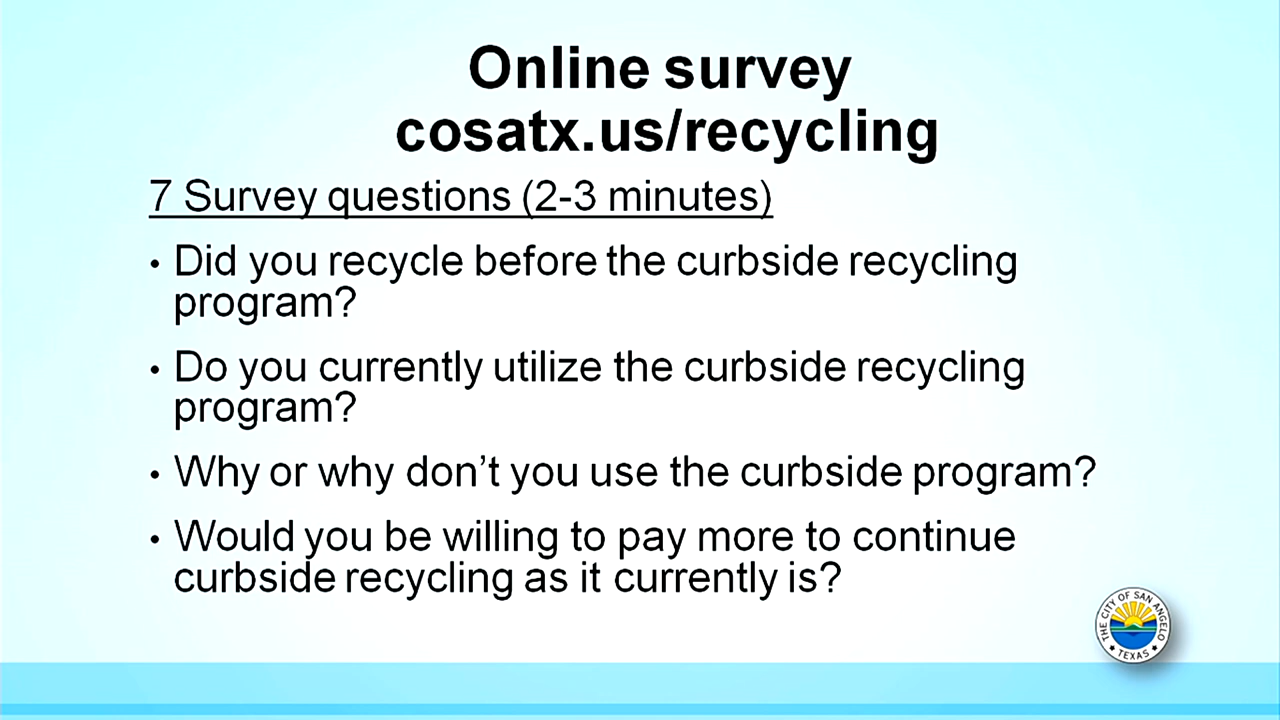 Online survey
cosatx.us/recycling
7 Survey questions (2-3 minutes)
• Did you recycle before the curbside recycling
program?
• Do you currently utilize the curbside recycling
program?
• Why or why don’t you use the curbside program?
• Would you be willing to pay more to continue
curbside recycling as it currently is?
THE CITY OF SAN ANGELO
TEXAS